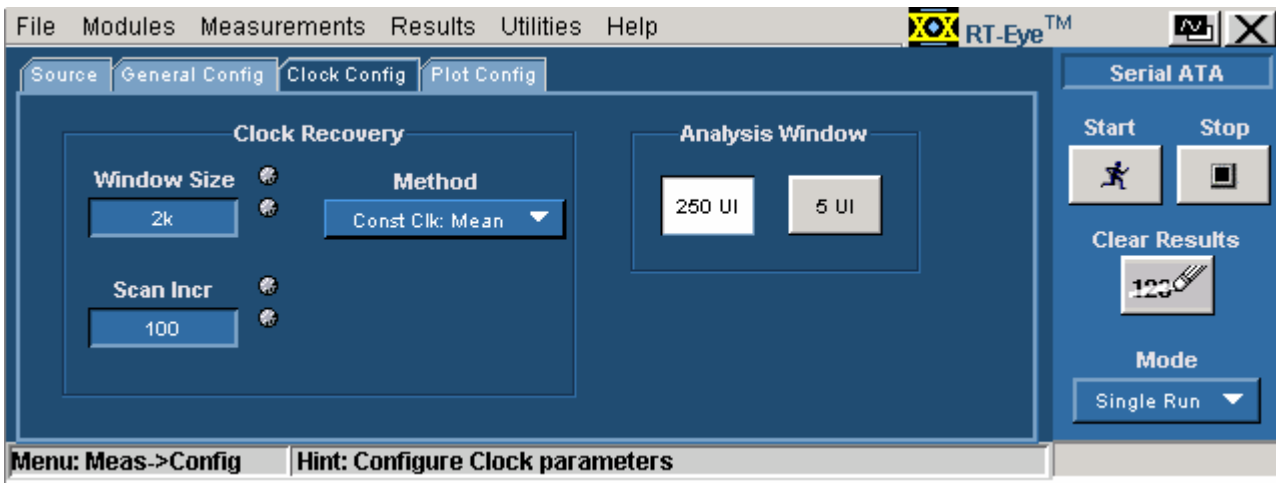 File Modules Measurements Results Utilities Help RT-Eye™
Source General Config Clock Config Plot Config Serial ATA
Clock Recovery
Window Size
2k
Method
Const Clk: Mean
Scan Incr
100
Analysis Window
250 UI 5 UI
Start Stop
Clear Results
123
Mode
Single Run
Menu: Meas->Config Hint: Configure Clock parameters